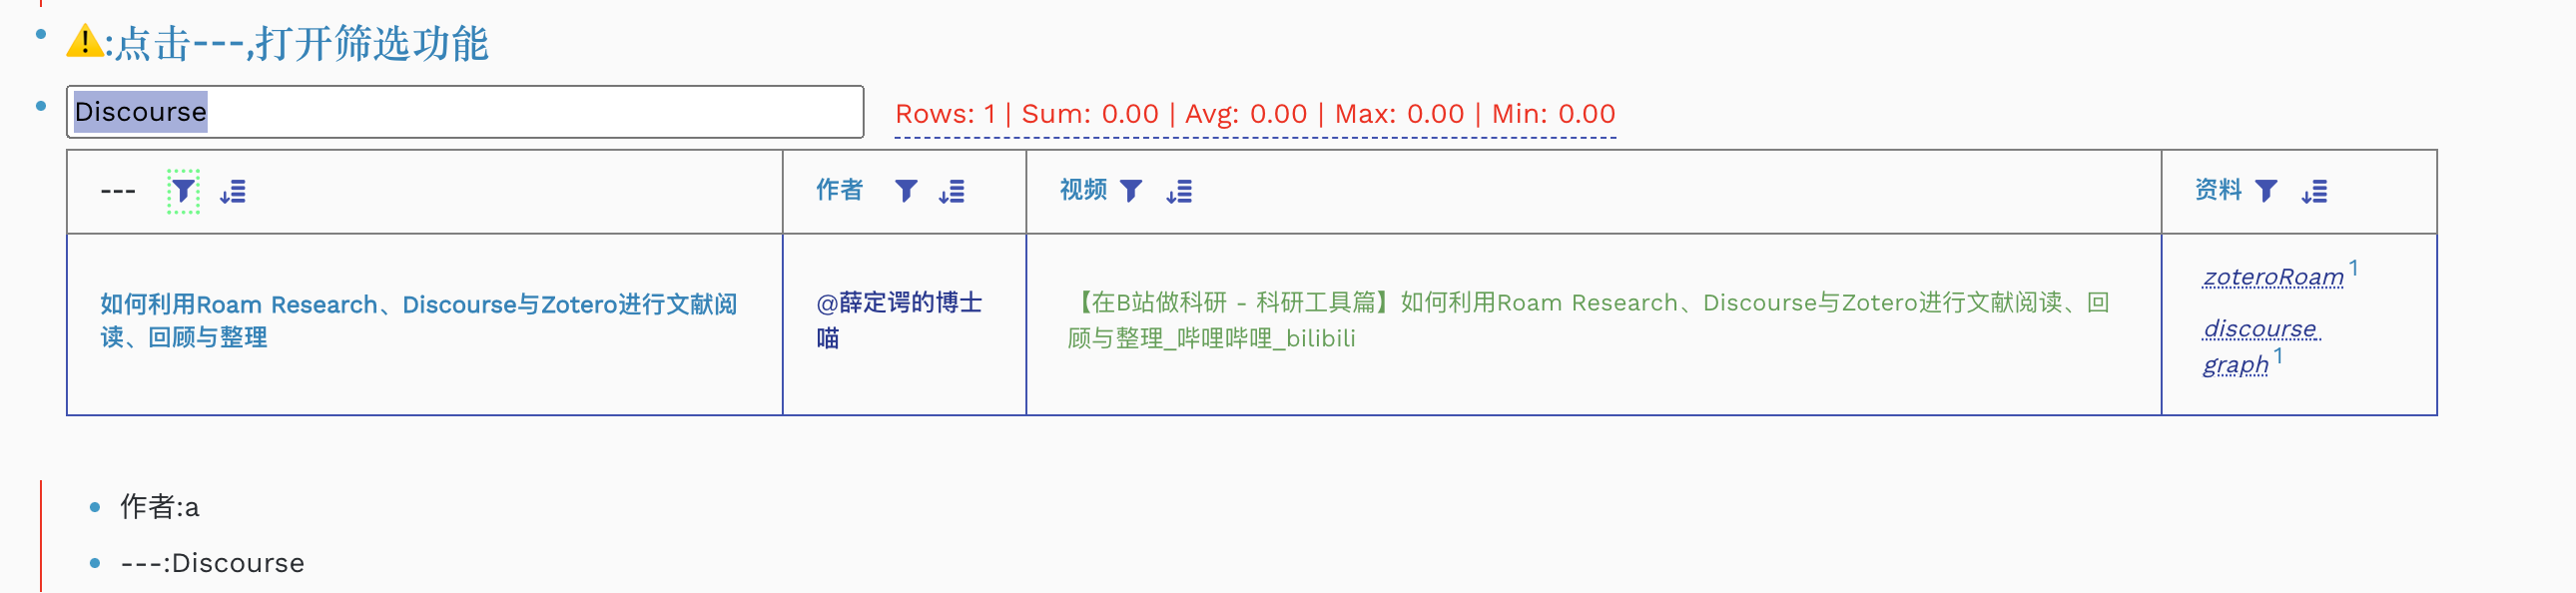 ⚠️:点击---,打开筛选功能
Discourse
Rows: 1 | Sum: 0.00 | Avg: 0.00 | Max: 0.00 | Min: 0.00
---
作者
视频
资料
如何利用Roam Research、Discourse与Zotero进行文献阅
读、回顾与整理
@薛定谔的博士
喵
【在B站做科研 - 科研工具篇】如何利用Roam Research、Discourse与Zotero进行文献阅读、回
顾与整理_哔哩哔哩_bilibili
zoteroRoam 1
discourse
graph 1
作者:a
---:Discourse